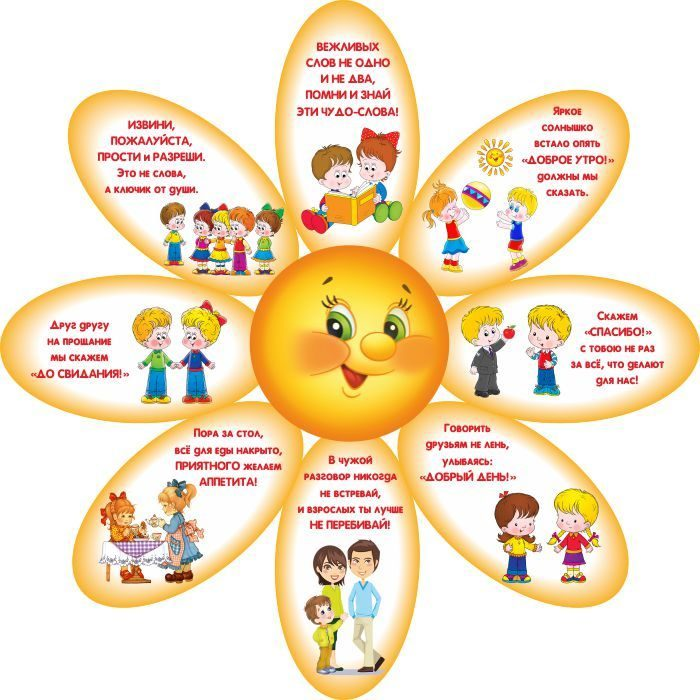 ВЕЖЛИВЫХ
СЛОВ НЕ ОДНО
И НЕ ДВА,
ПОМНИ И ЗНАЙ
ЭТИ ЧУДО-СЛОВА!
Яркое
солнышко
встало опять
«ДОБРОЕ УТРО!»
должны мы
сказать.
Скажем
«СПАСИБО!»
с тобою не раз
за всё, что делают
для нас!
Говорить
друзьям не лень,
улыбаясь:
«ДОБРЫЙ ДЕНЬ!»
В чужой
разговор никогда
не встревай,
и взрослых ты лучше
НЕ ПЕРЕБИВАЙ!
Пора за стол,
всё для еды накрыто,
ПРИЯТНОГО желаем
АППЕТИТА!
Друг другу
на прощание
мы скажем
«ДО СВИДАНИЯ!»
ИЗВИНИ,
ПОЖАЛУЙСТА,
ПРОСТИ и РАЗРЕШИ.
Это не слова,
а ключик от души.